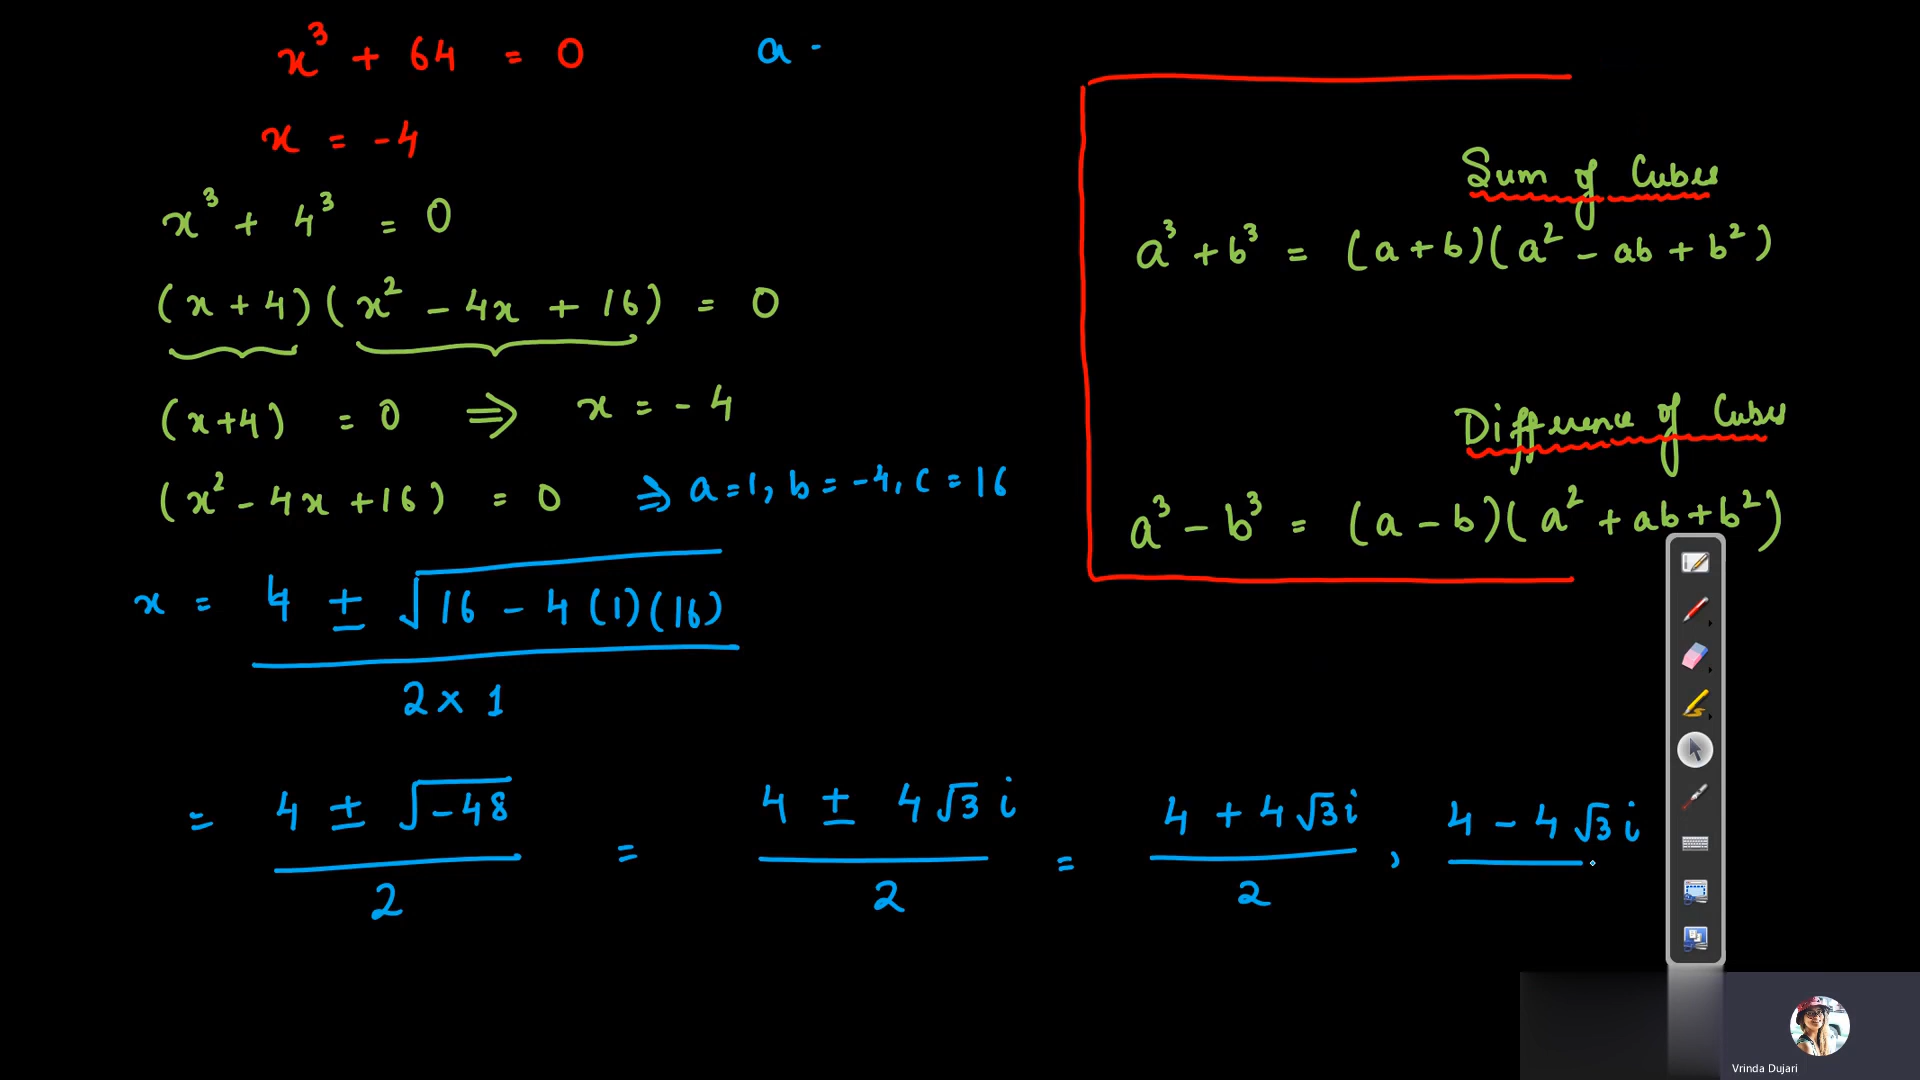 x³ + 64 = 0
a -
x = -4
x³ + 4³ = 0
(x + 4)(x² - 4x + 16) = 0
(x+4) = 0 ⇒ x = -4
(x² - 4x + 16) = 0 ⇒ a=1, b=-4, c=16
x = 4 ± √16 - 4(1)(16)
2 × 1
= 4 ± √-48 = 4 ± 4√3 i = 4 + 4√3 i , 4 - 4√3 i
2 2 2
Sum of Cubes
a³ + b³ = (a + b)(a² - ab + b²)
Difference of Cubes
a³ - b³ = (a - b)(a² + ab + b²)
Vrinda Dujari